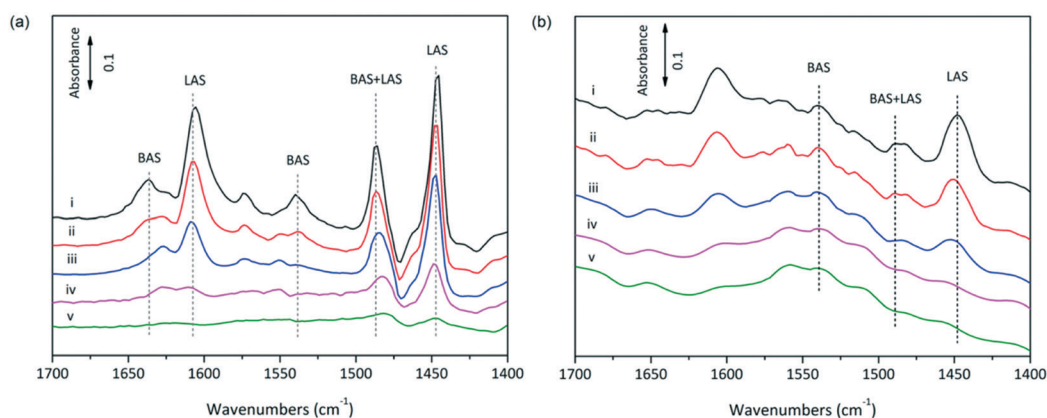 (a)
Absorbance
0.1
LAS
LAS
BAS+LAS
BAS
BAS
i
ii
iii
iv
v
1700 1650 1600 1550 1500 1450 1400
Wavenumbers (cm⁻¹)
(b)
Absorbance
0.1
BAS
LAS
BAS+LAS
i
ii
iii
iv
v
1700 1650 1600 1550 1500 1450 1400
Wavenumbers (cm⁻¹)